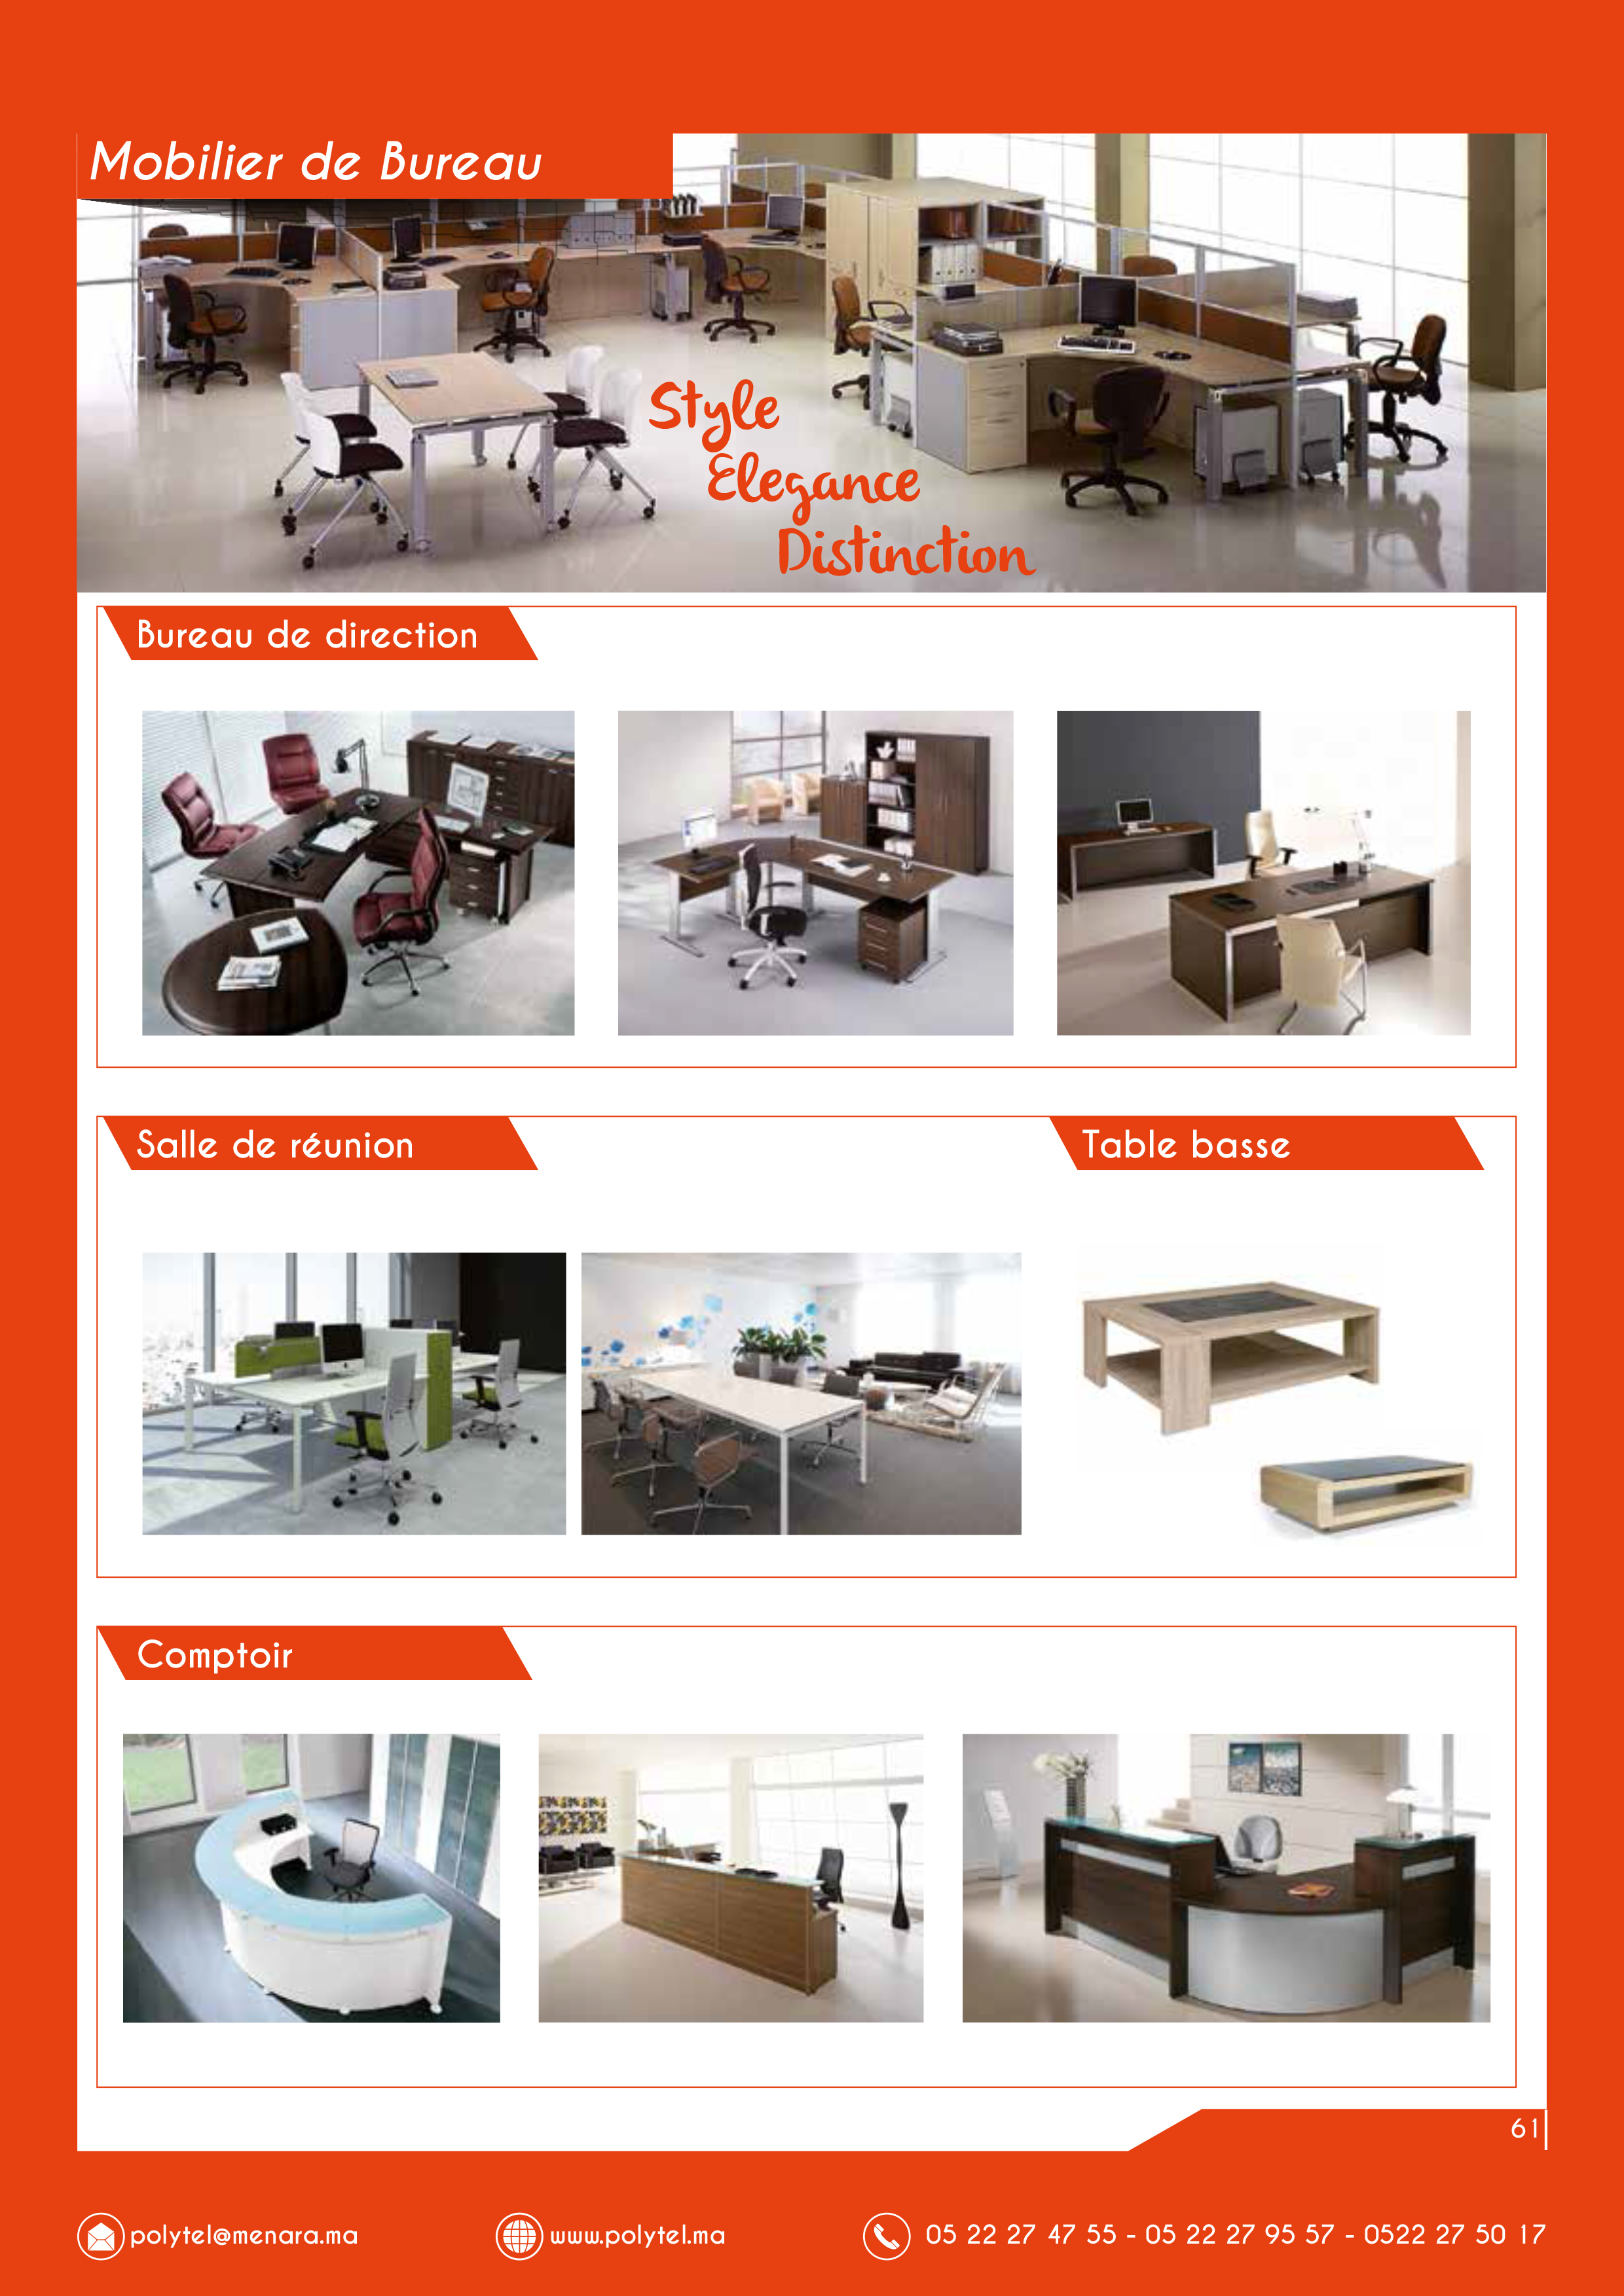 Mobilier de Bureau
Style
Elegance
Distinction
Bureau de direction
Salle de réunion
Table basse
Comptoir
61
polytel@menara.ma
www.polytel.ma
05 22 27 47 55 - 05 22 27 95 57 - 0522 27 50 17